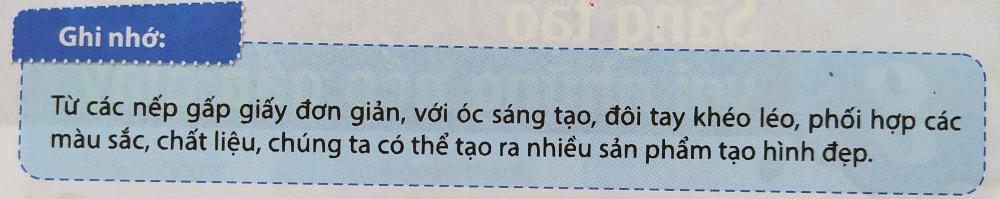 Ghi nhớ:
Từ các nếp gấp giấy đơn giản, với óc sáng tạo, đôi tay khéo léo, phối hợp các
màu sắc, chất liệu, chúng ta có thể tạo ra nhiều sản phẩm tạo hình đẹp.